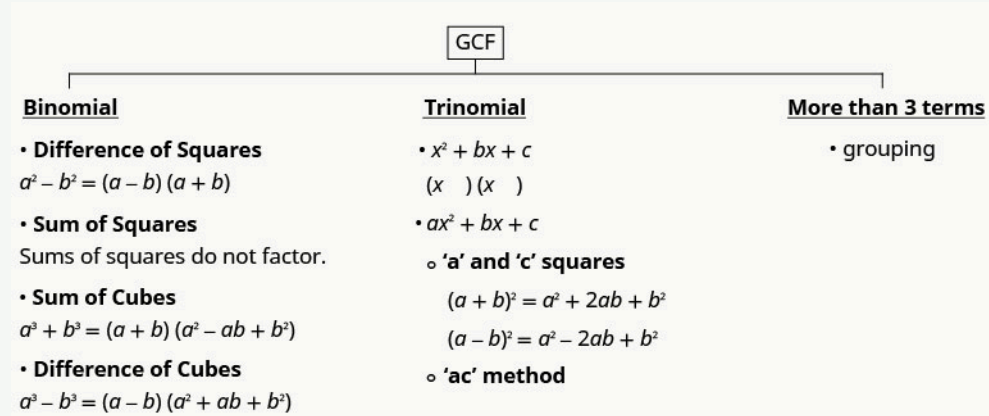 GCF
Binomial
• Difference of Squares
a² – b² = (a – b) (a + b)
• Sum of Squares
Sums of squares do not factor.
• Sum of Cubes
a³ + b³ = (a + b) (a² – ab + b²)
• Difference of Cubes
a³ – b³ = (a – b) (a² + ab + b²)
Trinomial
• x² + bx + c
(x   ) (x   )
• ax² + bx + c
∘ ‘a’ and ‘c’ squares
(a + b)² = a² + 2ab + b²
(a – b)² = a² – 2ab + b²
∘ ‘ac’ method
More than 3 terms
• grouping